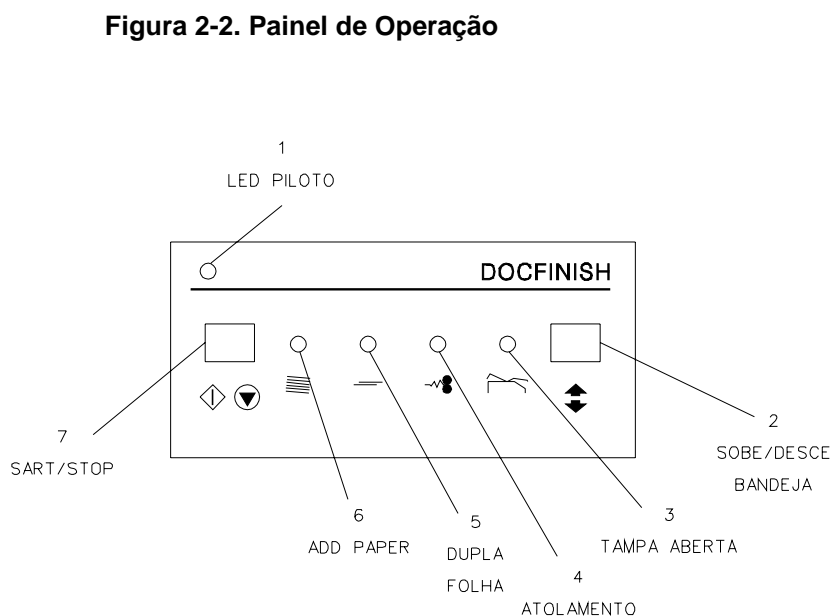 Figura 2-2. Painel de Operação
1
LED PILOTO
DOCFINISH
7
SART/STOP
2
SOBE/DESCE
BANDEJA
6
ADD PAPER
5
DUPLA
FOLHA
3
TAMPA ABERTA
4
ATOLAMENTO